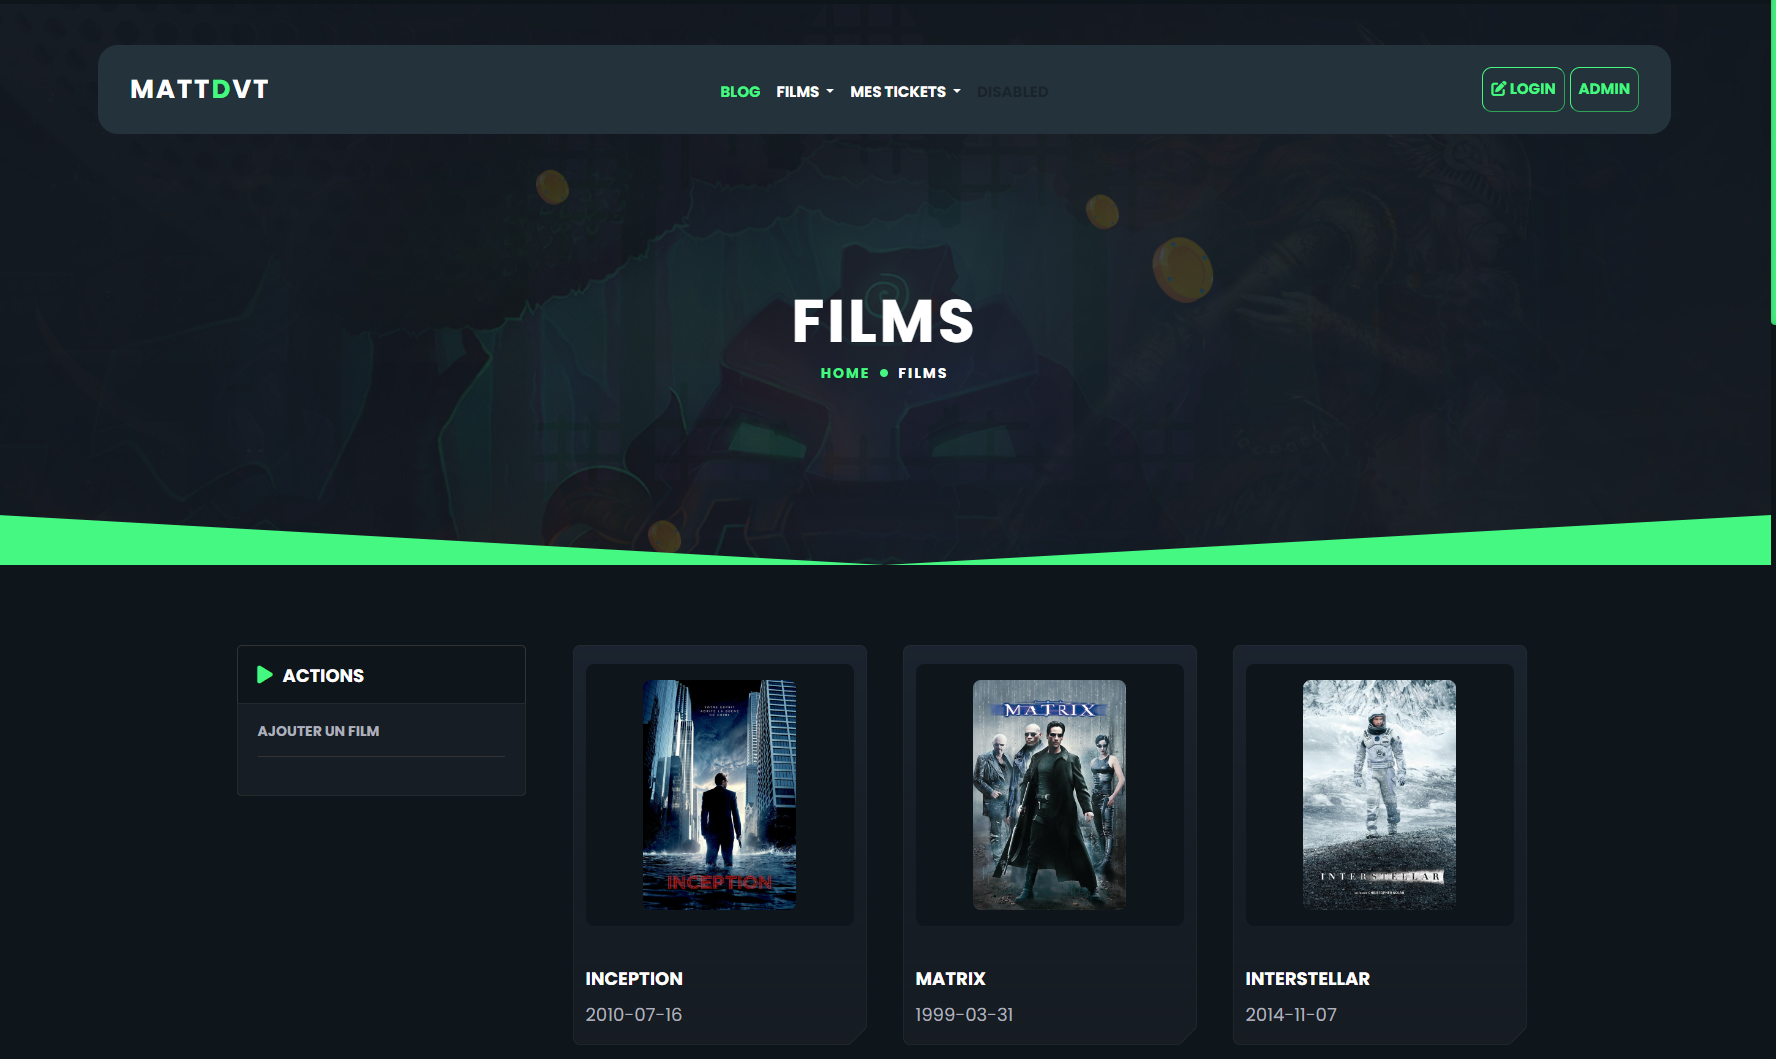 MATTDVT
BLOG FILMS MES TICKETS DISABLED
LOGIN ADMIN
FILMS
HOME FILMS
ACTIONS
AJOUTER UN FILM
INCEPTION
MATRIX
INTERSTELLAR
INCEPTION
2010-07-16
MATRIX
1999-03-31
INTERSTELLAR
2014-11-07